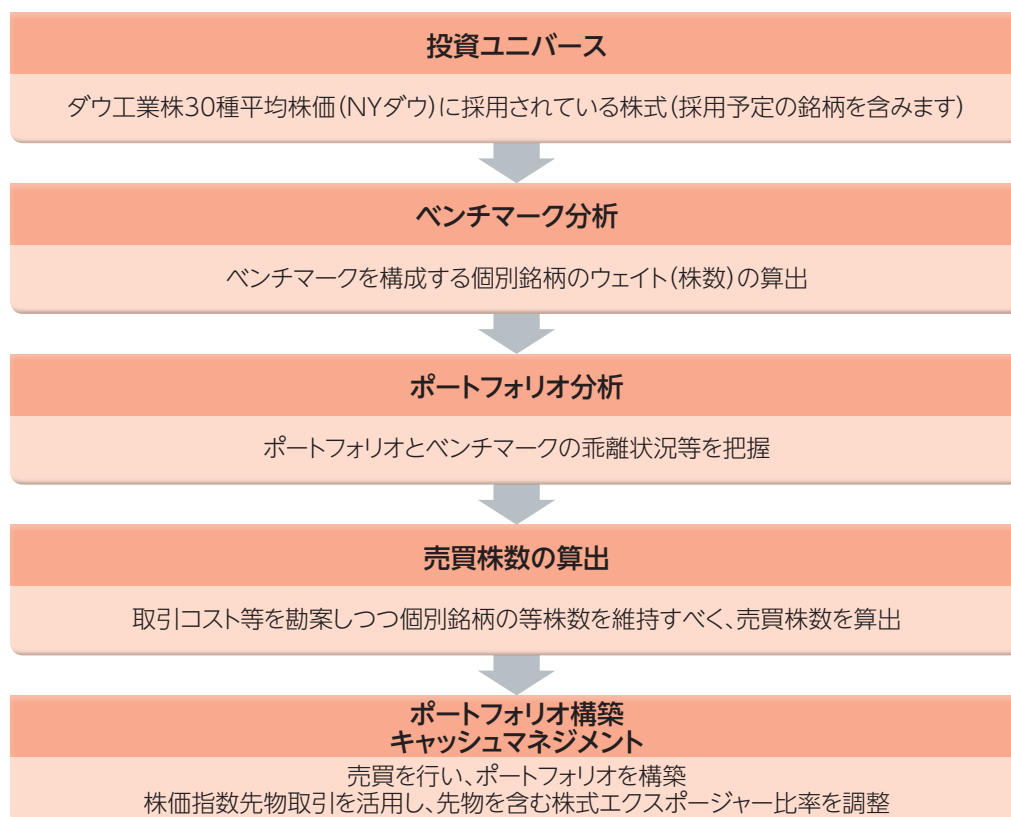 投資ユニバース
ダウ工業株30種平均株価(NYダウ)に採用されている株式(採用予定の銘柄を含みます)
ベンチマーク分析
ベンチマークを構成する個別銘柄のウェイト(株数)の算出
ポートフォリオ分析
ポートフォリオとベンチマークの乖離状況等を把握
売買株数の算出
取引コスト等を勘案しつつ個別銘柄の等株数を維持すべく、売買株数を算出
ポートフォリオ構築
キャッシュマネジメント
売買を行い、ポートフォリオを構築
株価指数先物取引を活用し、先物を含む株式エクスポージャー比率を調整